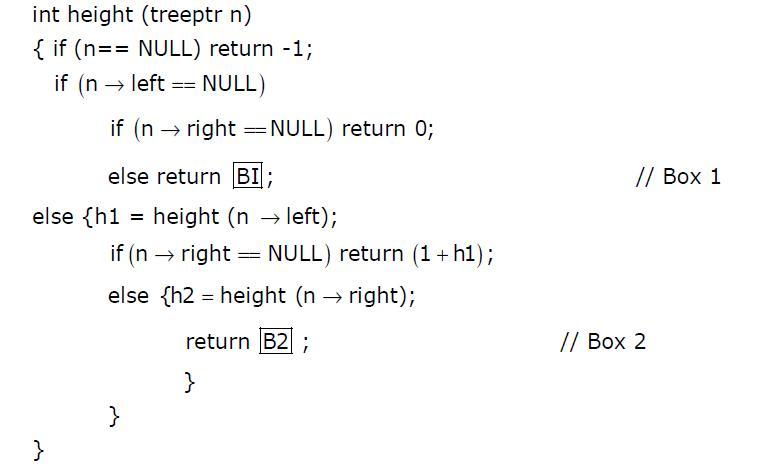 int height (treeptr n)
{ if (n== NULL) return -1;
if (n → left == NULL)
if (n → right ==NULL) return 0;
else return BI; // Box 1
else {h1 = height (n → left);
if (n → right == NULL) return (1 + h1);
else {h2 = height (n → right);
return B2 ; // Box 2
}
}
}